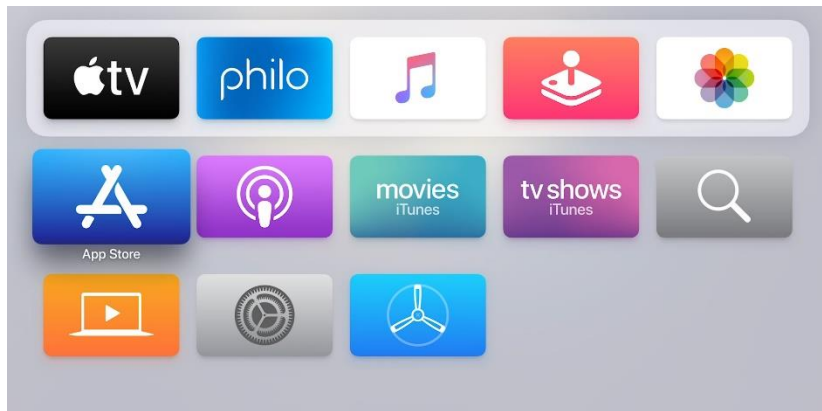 tv
philo
movies
iTunes
tv shows
iTunes
App Store